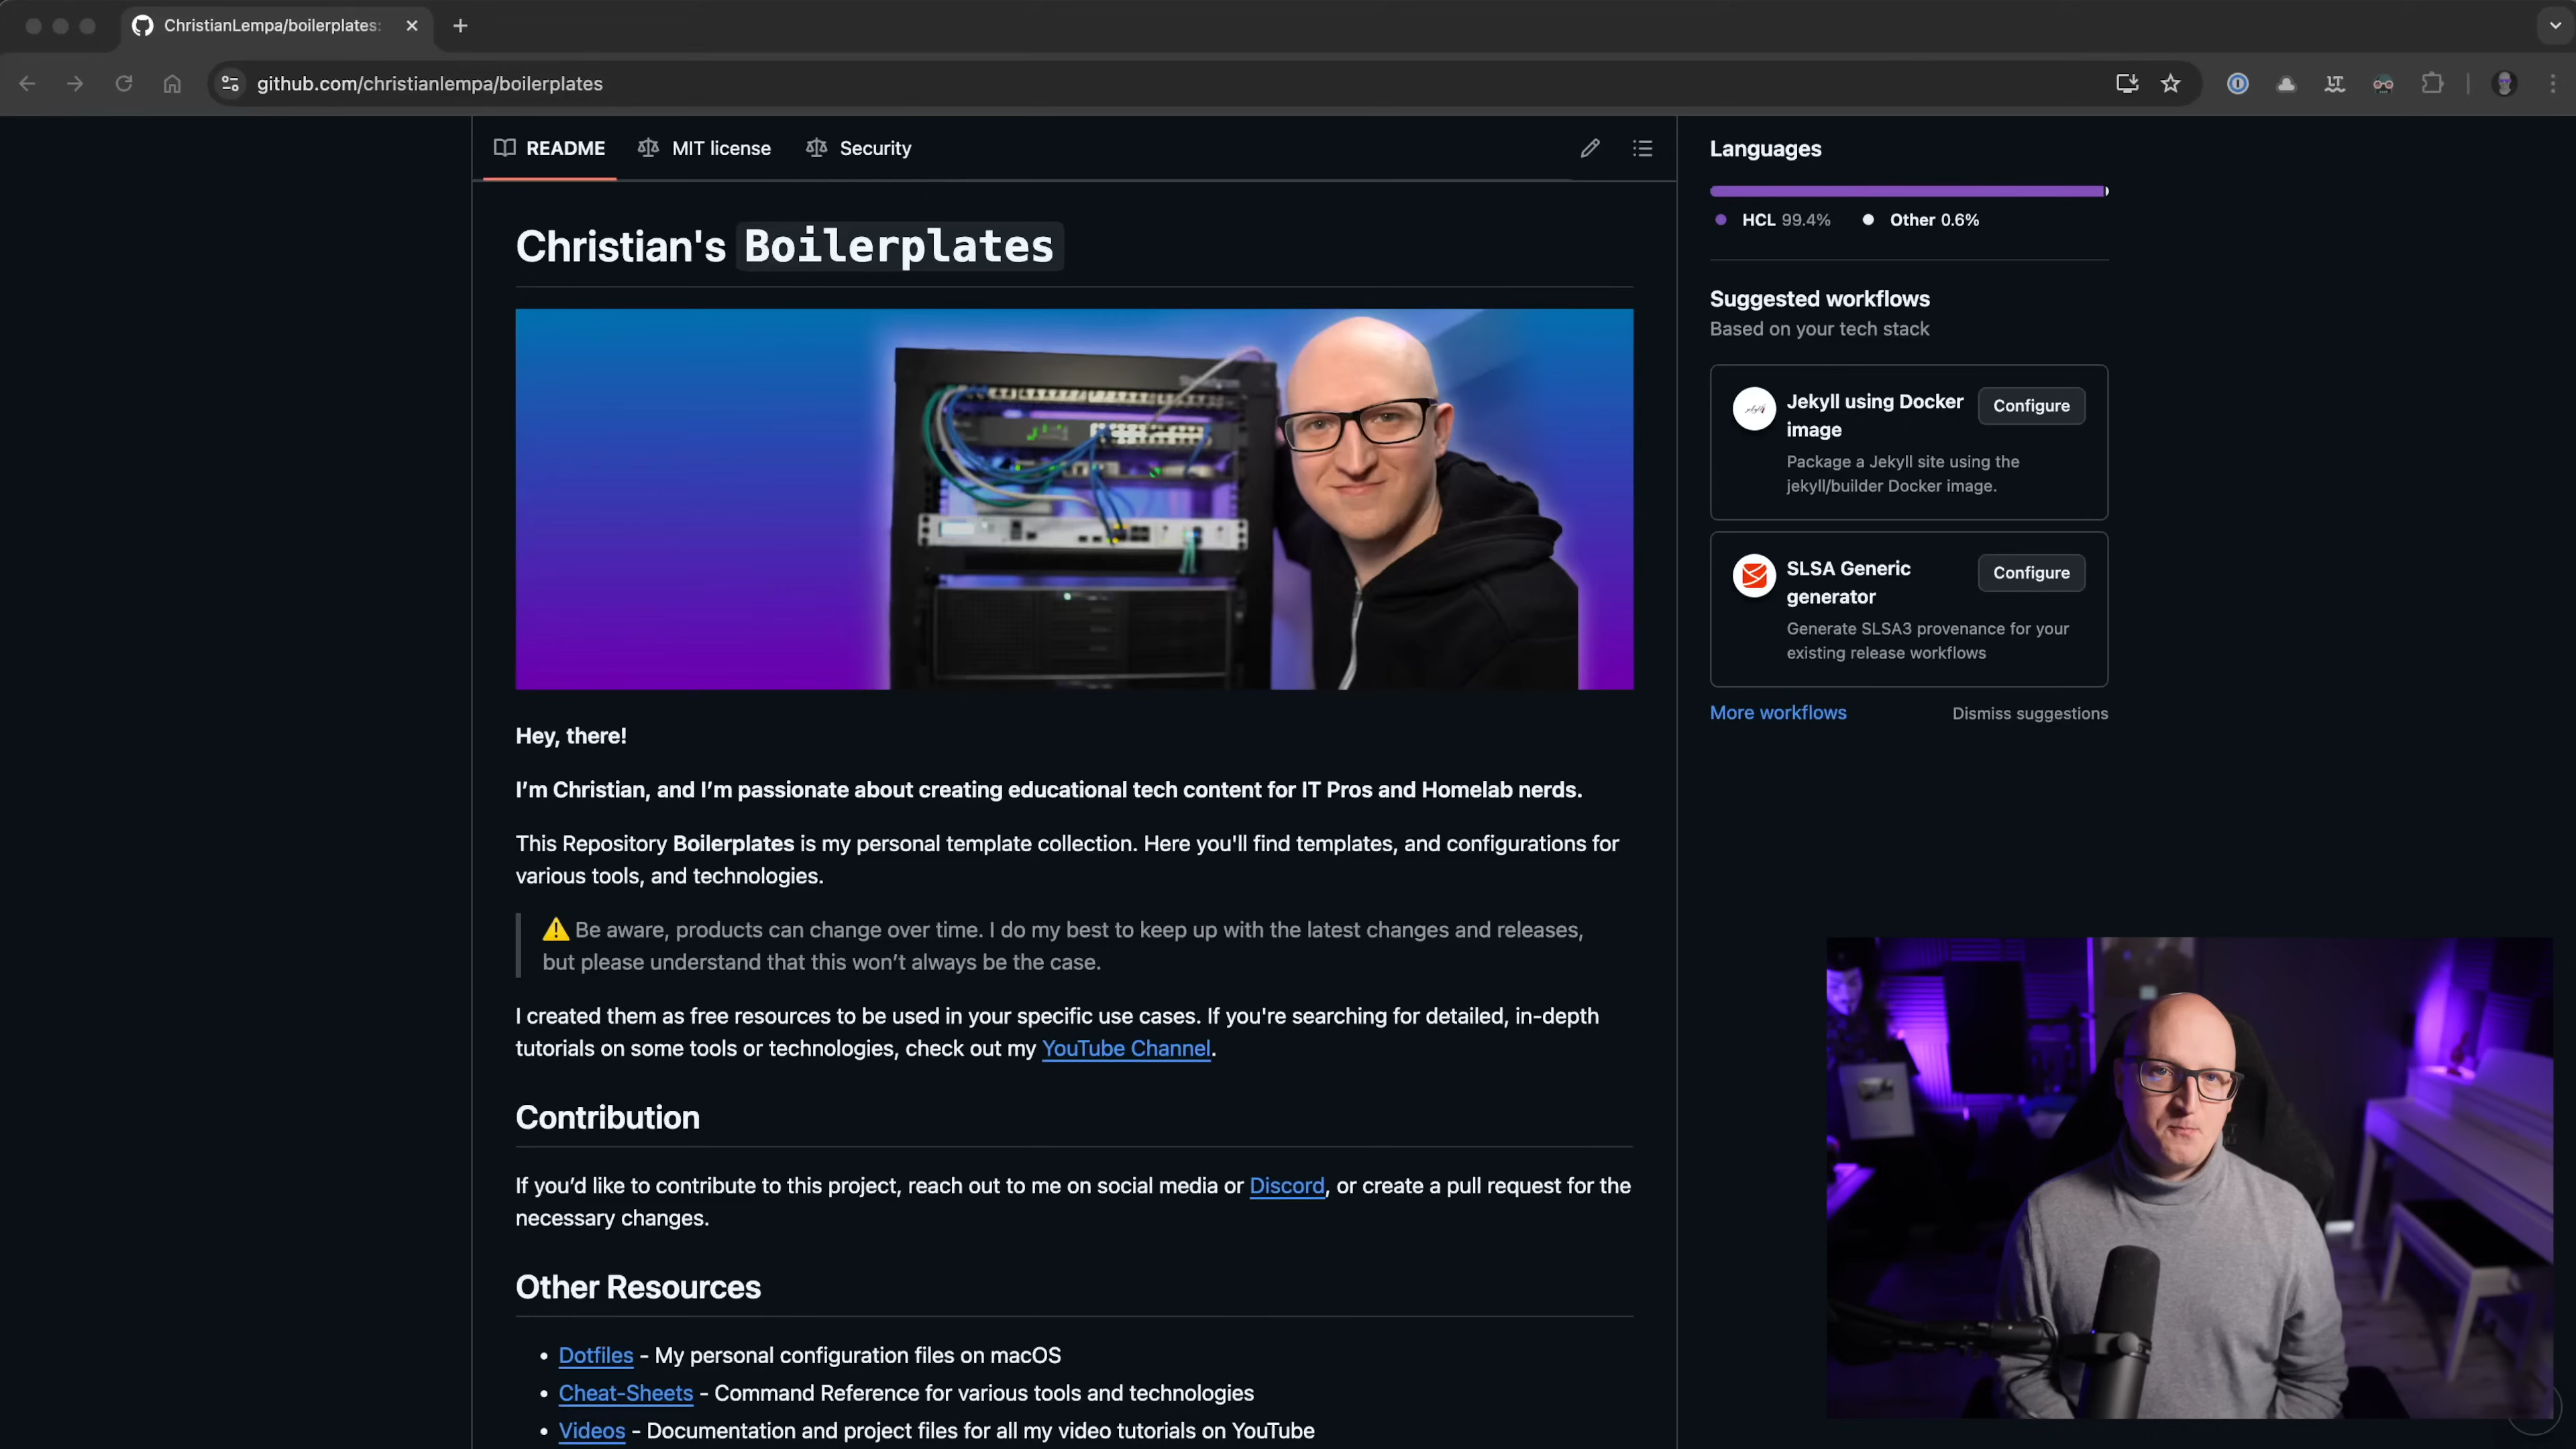 ChristianLempa/boilerplates:
github.com/christianlempa/boilerplates
README
MIT license
Security
Christian's Boilerplates
Hey, there!
I’m Christian, and I’m passionate about creating educational tech content for IT Pros and Homelab nerds.
This Repository Boilerplates is my personal template collection. Here you'll find templates, and configurations for
various tools, and technologies.
⚠️ Be aware, products can change over time. I do my best to keep up with the latest changes and releases,
but please understand that this won’t always be the case.
I created them as free resources to be used in your specific use cases. If you're searching for detailed, in-depth
tutorials on some tools or technologies, check out my YouTube Channel.
Contribution
If you’d like to contribute to this project, reach out to me on social media or Discord, or create a pull request for the
necessary changes.
Other Resources
• Dotfiles - My personal configuration files on macOS
• Cheat-Sheets - Command Reference for various tools and technologies
• Videos - Documentation and project files for all my video tutorials on YouTube
Languages
HCL 99.4%
Other 0.6%
Suggested workflows
Based on your tech stack
Jekyll using Docker
image
Configure
Package a Jekyll site using the
jekyll/builder Docker image.
SLSA Generic
generator
Configure
Generate SLSA3 provenance for your
existing release workflows
More workflows
Dismiss suggestions